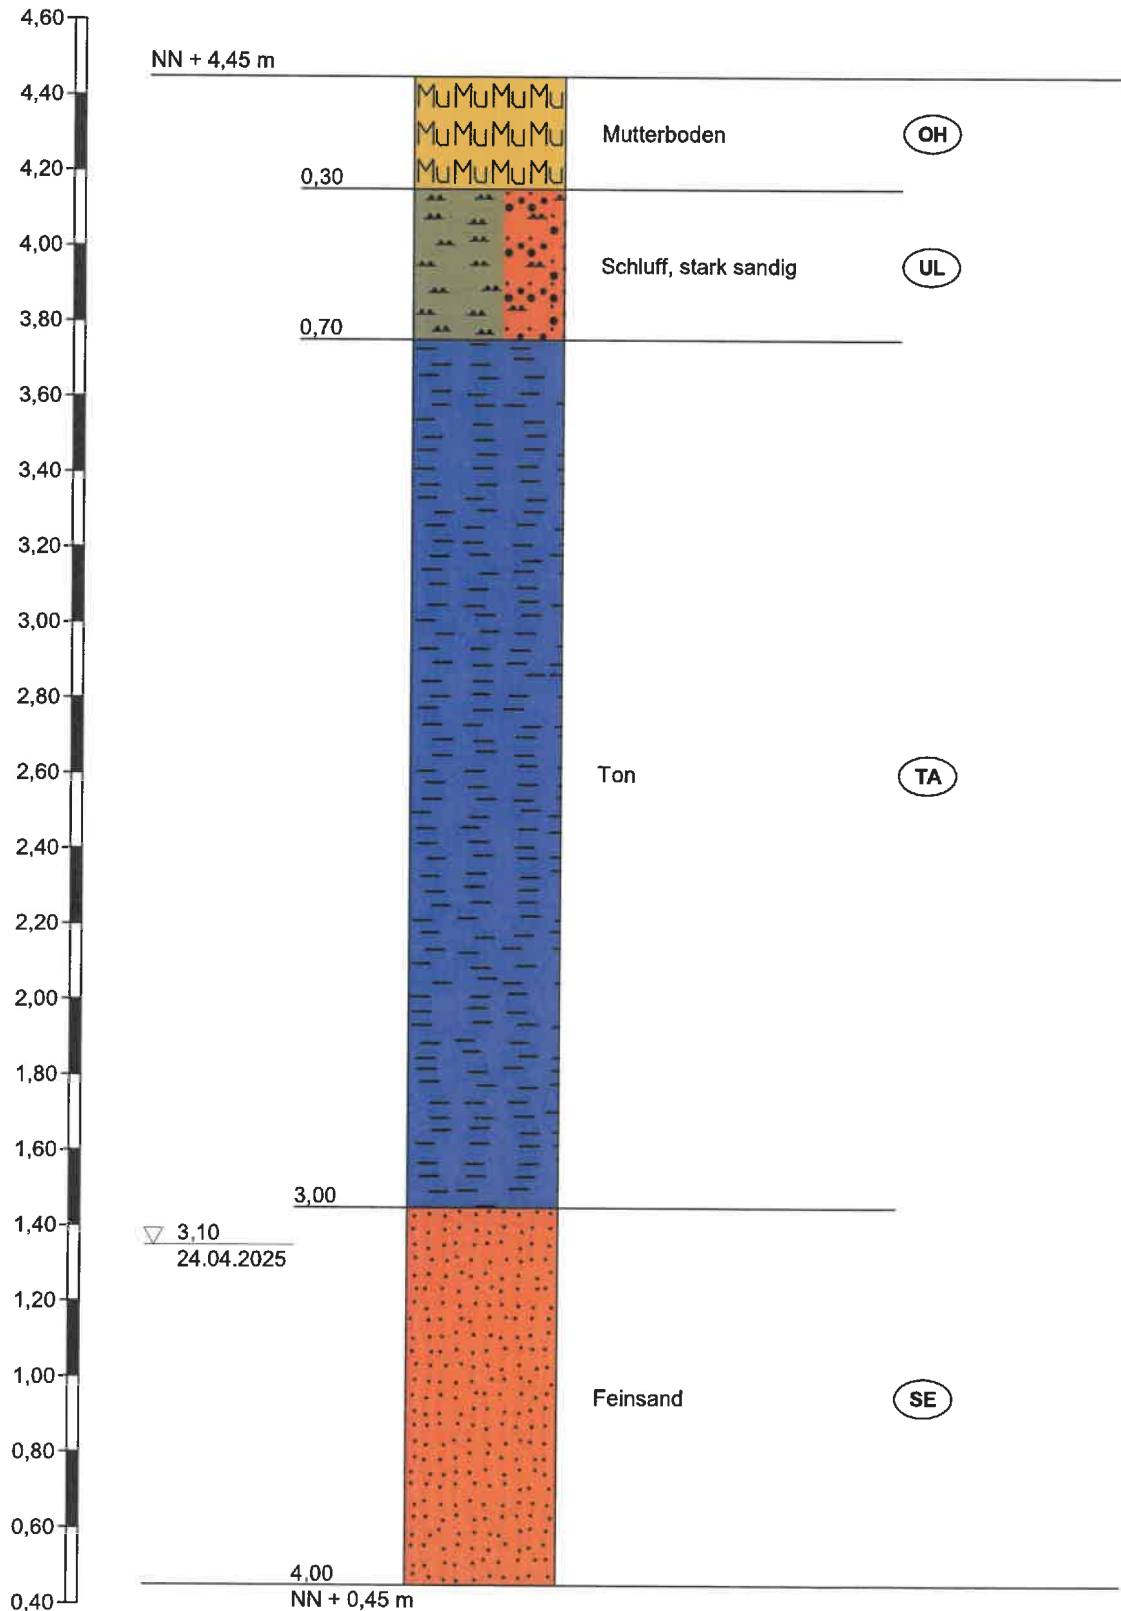 4,60
NN + 4,45 m
4,40
MuMuMuMu
Mutterboden
OH
MuMuMuMu
4,20
MuMuMuMu
0,30
4,00
Schluff, stark sandig
UL
3,80
0,70
3,60
3,40
3,20
3,00
2,80
2,60
Ton
TA
2,40
2,20
2,00
1,80
1,60
3,00
1,40
3,10
24.04.2025
1,20
1,00
Feinsand
SE
0,80
0,60
4,00
0,40
NN + 0,45 m